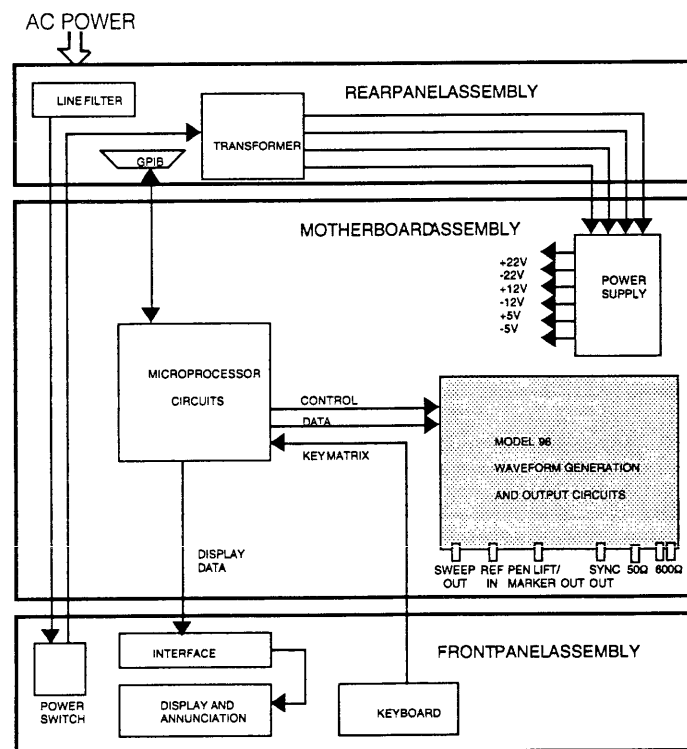 AC POWER
REARPANELASSEMBLY
LINE FILTER
TRANSFORMER
GPIB
MOTHERBOARDASSEMBLY
+22V
-22V
+12V
-12V
+5V
-5V
POWER
SUPPLY
MICROPROCESSOR
CIRCUITS
CONTROL
DATA
KEYMATRIX
MODEL 96
WAVEFORM GENERATION
AND OUTPUT CIRCUITS
SWEEP OUT
REF IN
PEN LIFT/
MARKER OUT
SYNC OUT
50Ω
600Ω
DISPLAY
DATA
FRONTPANELASSEMBLY
POWER
SWITCH
INTERFACE
DISPLAY AND
ANNUNCIATION
KEYBOARD